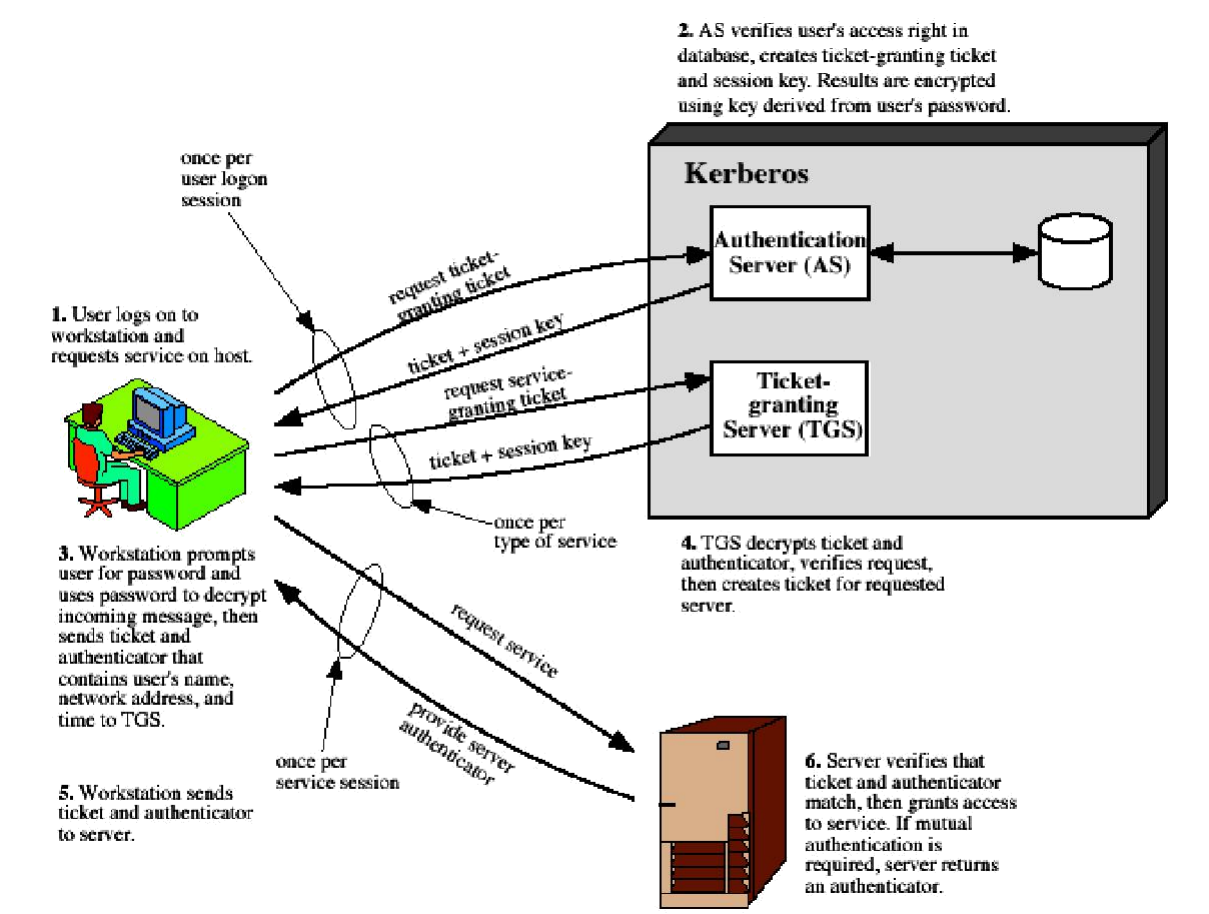 2. AS verifies user's access right in
database, creates ticket-granting ticket
and session key. Results are encrypted
using key derived from user's password.
once per
user logon
session
Kerberos
Authentication
Server (AS)
request ticket-
granting ticket
1. User logs on to
workstation and
requests service on host.
ticket + session key
request service-
granting ticket
Ticket-
granting
Server (TGS)
ticket + session key
once per
type of service
3. Workstation prompts
user for password and
uses password to decrypt
incoming message, then
sends ticket and
authenticator that
contains user's name,
network address, and
time to TGS.
4. TGS decrypts ticket and
authenticator, verifies request,
then creates ticket for requested
server.
request service
provide server
authenticator
once per
service session
5. Workstation sends
ticket and authenticator
to server.
6. Server verifies that
ticket and authenticator
match, then grants access
to service. If mutual
authentication is
required, server returns
an authenticator.